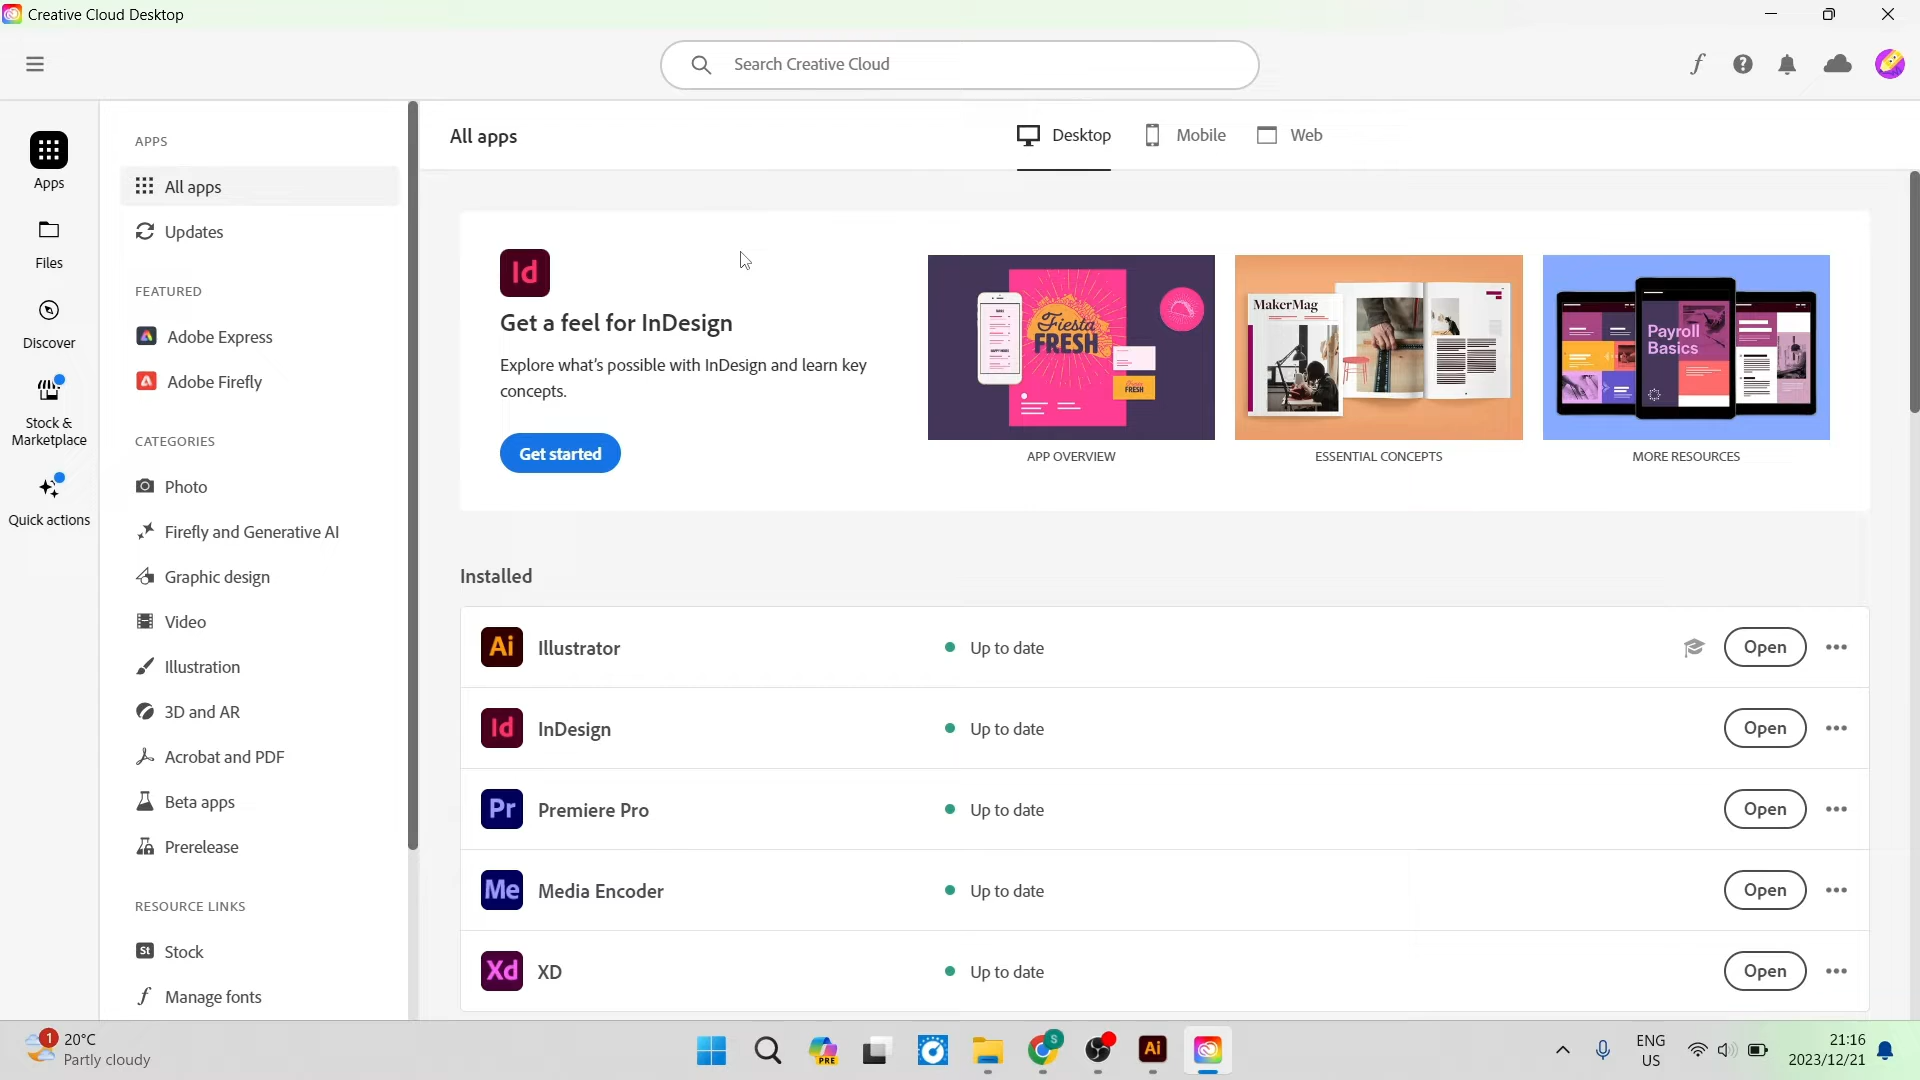 Creative Cloud Desktop
Search Creative Cloud
Apps
Files
Discover
Stock &
Marketplace
Quick actions
APPS
All apps
Updates
FEATURED
Adobe Express
Adobe Firefly
CATEGORIES
Photo
Firefly and Generative AI
Graphic design
Video
Illustration
3D and AR
Acrobat and PDF
Beta apps
Prerelease
RESOURCE LINKS
St Stock
Manage fonts
All apps
Desktop
Mobile
Web
Id
Get a feel for InDesign
Explore what's possible with InDesign and learn key
concepts.
Get started
Fiesta
FRESH
FRESH
APP OVERVIEW
MakerMag
ESSENTIAL CONCEPTS
Payroll
Basics
MORE RESOURCES
Installed
Ai Illustrator Up to date Open
Id InDesign Up to date Open
Pr Premiere Pro Up to date Open
Me Media Encoder Up to date Open
Xd XD Up to date Open
1
20°C
Partly cloudy
PRE
S
Ai
ENG
US
21:16
2023/12/21